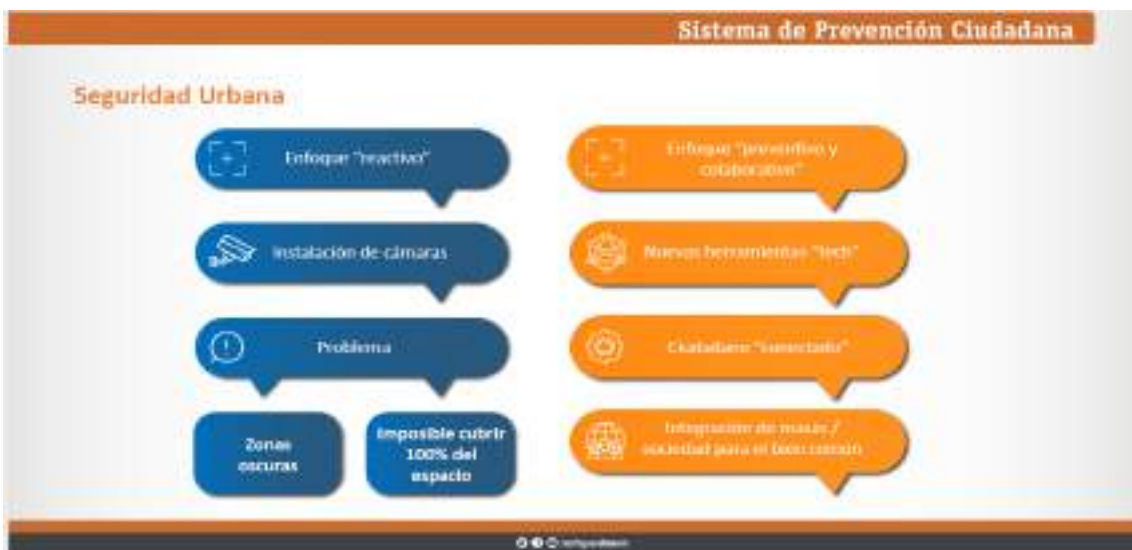 Sistema de Prevención Ciudadana
Seguridad Urbana
Enfoque "reactivo"
Instalación de cámaras
Problema
Zonas
oscuras
Imposible cubrir
100% del
espacio
Enfoque "preventivo y
colaborativo"
Nuevas herramientas "tech"
Ciudadano "conectado"
Integración de masas /
sociedad para el bien común